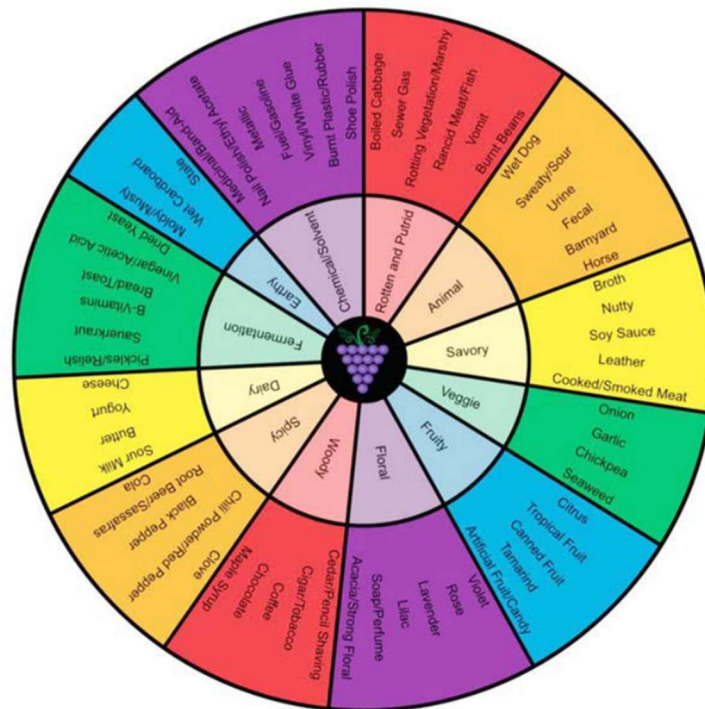 Rotten and Putrid
Boiled Cabbage
Sewer Gas
Rotting Vegetation/Marshy
Rancid Meat/Fish
Vomit
Burnt Beans
Animal
Wet Dog
Sweaty/Sour
Urine
Fecal
Barnyard
Horse
Savory
Broth
Nutty
Soy Sauce
Leather
Cooked/Smoked Meat
Veggie
Onion
Garlic
Chickpea
Seaweed
Fruity
Citrus
Tropical Fruit
Canned Fruit
Tamarind
Artificial Fruit/Candy
Floral
Violet
Rose
Lavender
Lilac
Soap/Perfume
Acacia/Strong Floral
Woody
Cedar/Pencil Shaving
Cigar/Tobacco
Coffee
Chocolate
Maple Syrup
Spicy
Clove
Chili Powder/Red Pepper
Black Pepper
Root Beer/Sassafras
Cola
Dairy
Sour Milk
Butter
Yogurt
Cheese
Fermentation
Pickles/Relish
Sauerkraut
B-Vitamins
Bread/Toast
Vinegar/Acetic Acid
Dried Yeast
Earthy
Moldy/Musty
Wet Cardboard
Stale
Chemical/Solvent
Medicinal/Band-Aid
Nail Polish/Ethyl Acetate
Metallic
Fuel/Gasoline
Vinyl/White Glue
Burnt Plastic/Rubber
Shoe Polish